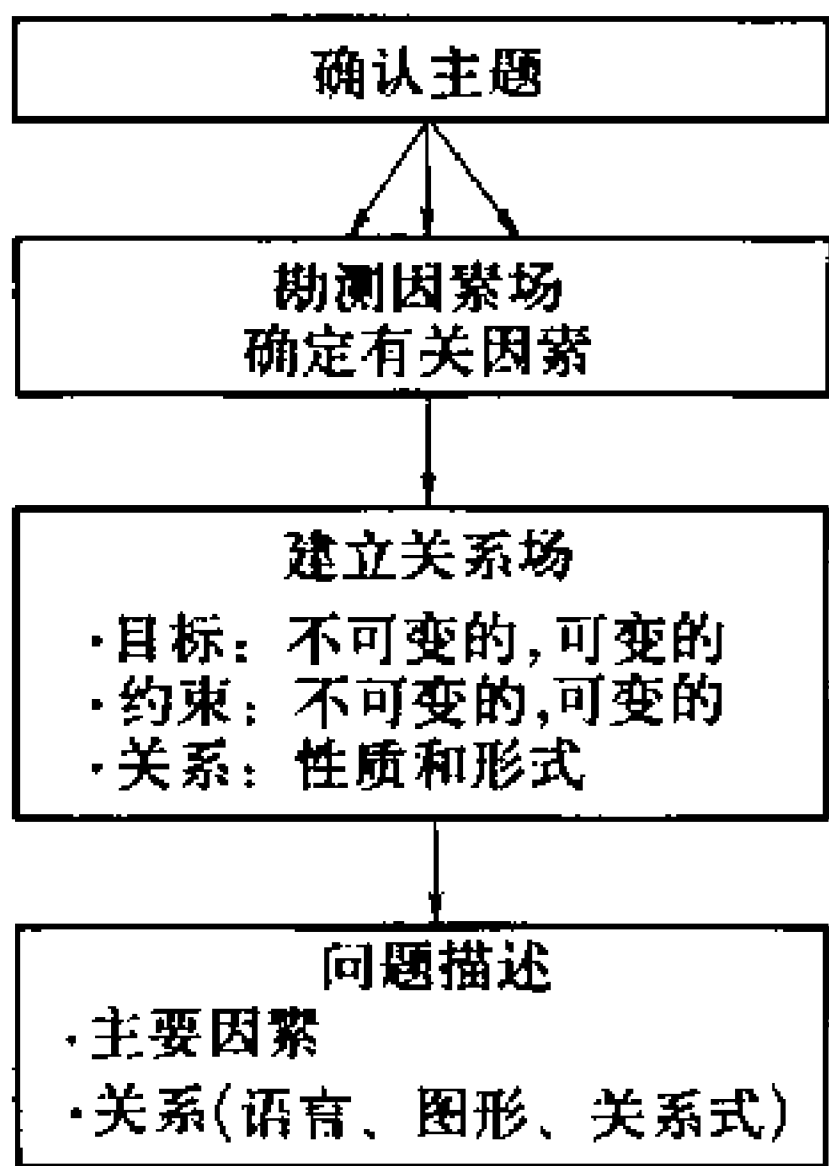 确认主题
勘测因素场
确定有关因素
建立关系场
·目标：不可变的,可变的
·约束：不可变的,可变的
·关系：性质和形式
问题描述
·主要因素
·关系(语言、图形、关系式)